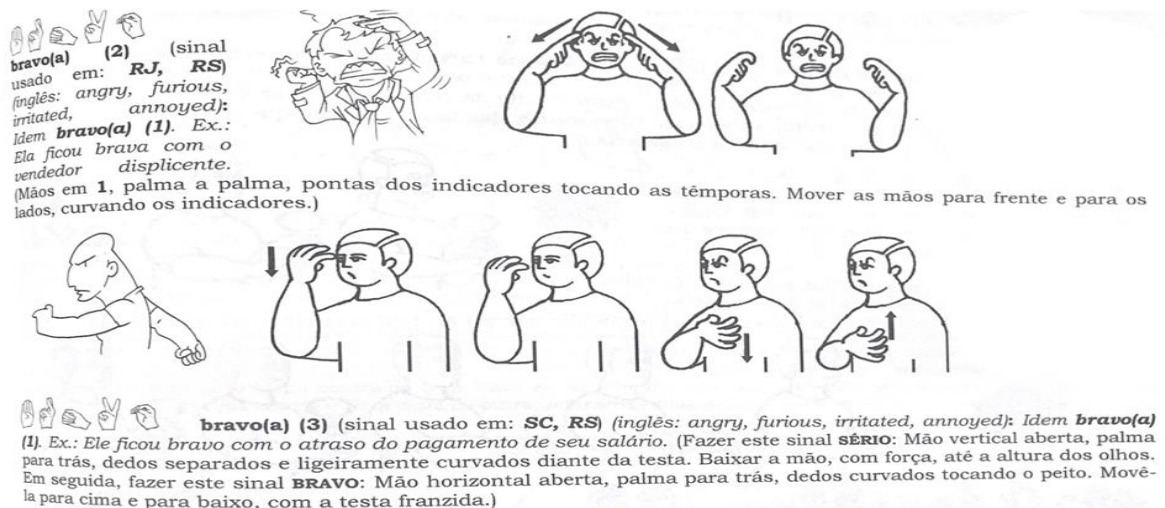 bravo(a) (2) (sinal
usado em: RJ, RS)
(inglês: angry, furious,
irritated, annoyed):
Idem bravo(a) (1). Ex.:
Ela ficou brava com o
vendedor displicente.
(Mãos em 1, palma a palma, pontas dos indicadores tocando as têmporas. Mover as mãos para frente e para os
lados, curvando os indicadores.)
bravo(a) (3) (sinal usado em: SC, RS) (inglês: angry, furious, irritated, annoyed): Idem bravo(a)
(1). Ex.: Ele ficou bravo com o atraso do pagamento de seu salário. (Fazer este sinal SÉRIO: Mão vertical aberta, palma
para trás, dedos separados e ligeiramente curvados diante da testa. Baixar a mão, com força, até a altura dos olhos.
Em seguida, fazer este sinal BRAVO: Mão horizontal aberta, palma para trás, dedos curvados tocando o peito. Movê-
la para cima e para baixo, com a testa franzida.)